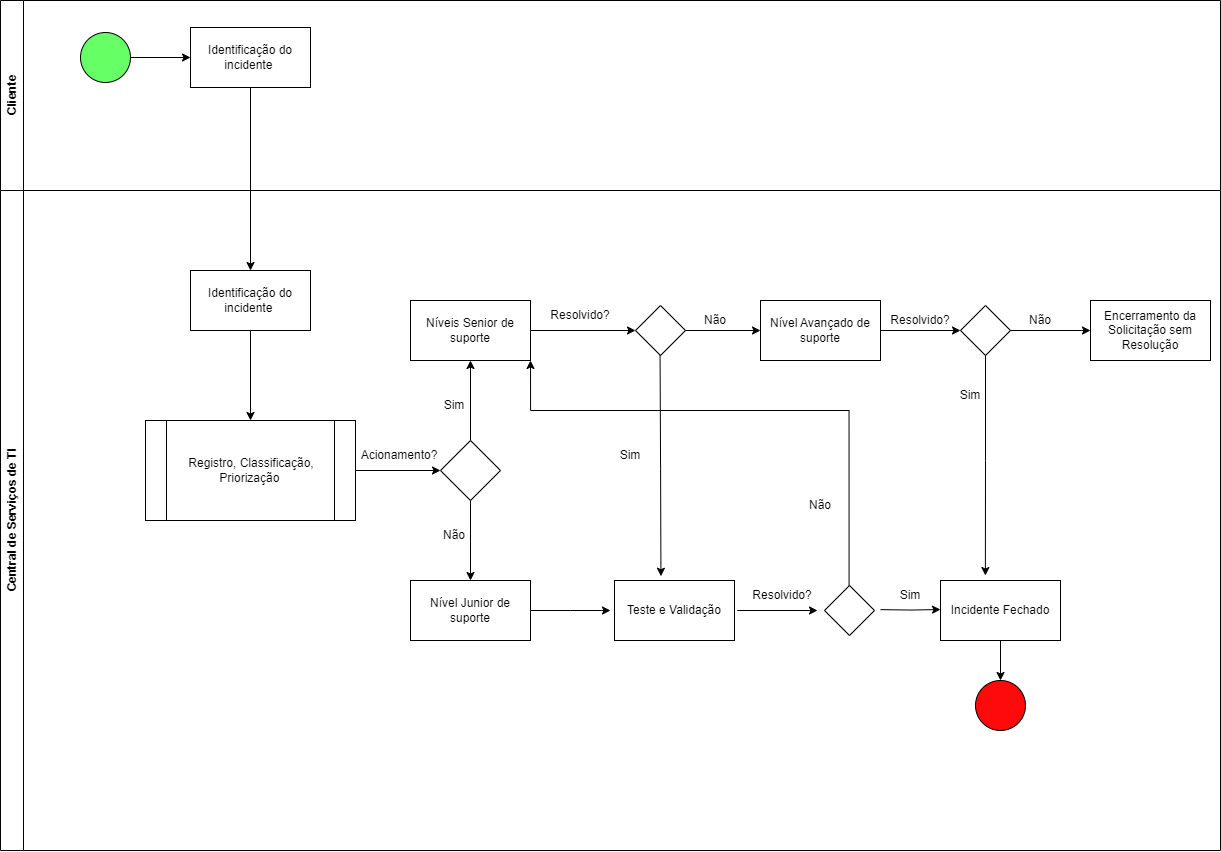 Cliente
Identificação do
incidente
Central de Serviços de TI
Identificação do
incidente
Níveis Senior de
suporte
Resolvido?
Não
Nível Avançado de
suporte
Resolvido?
Não
Encerramento da
Solicitação sem
Resolução
Sim
Sim
Registro, Classificação,
Priorização
Acionamento?
Sim
Não
Não
Nível Junior de
suporte
Teste e Validação
Resolvido?
Sim
Incidente Fechado